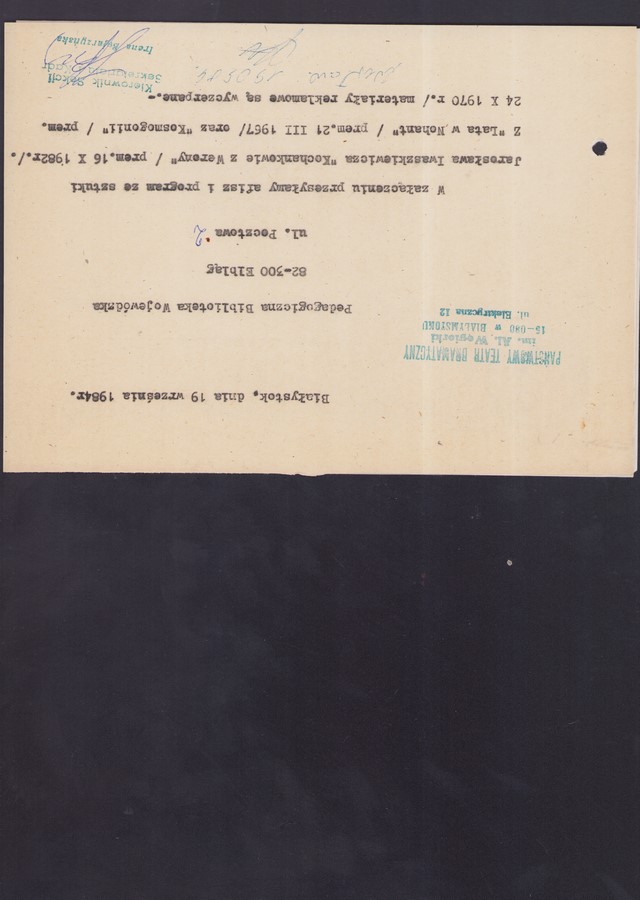 Białystok, dnia 19 września 1984r.
PAŃSTWOWY TEATR DRAMATYCZNY
im. Al. Węgierki
15-080 w BIAŁYMSTOKU
ul. Elektryczna 12
Pedagogiczna Biblioteka Wojewódzka
82-300 Elbląg
ul. Pocztowa 2
W załączeniu przesyłamy afisz i program ze sztuki
Jarosława Iwaszkiewicza "Kochankowie z Werony" / prem.16 X 1982r./.
Z "Lata w Nohant" / prem. 21 III 1967/ oraz "Kosmogonii" / prem.
24 X 1970 r./ materiały reklamowe są wyczerpane.-
Kierownik Sekcji